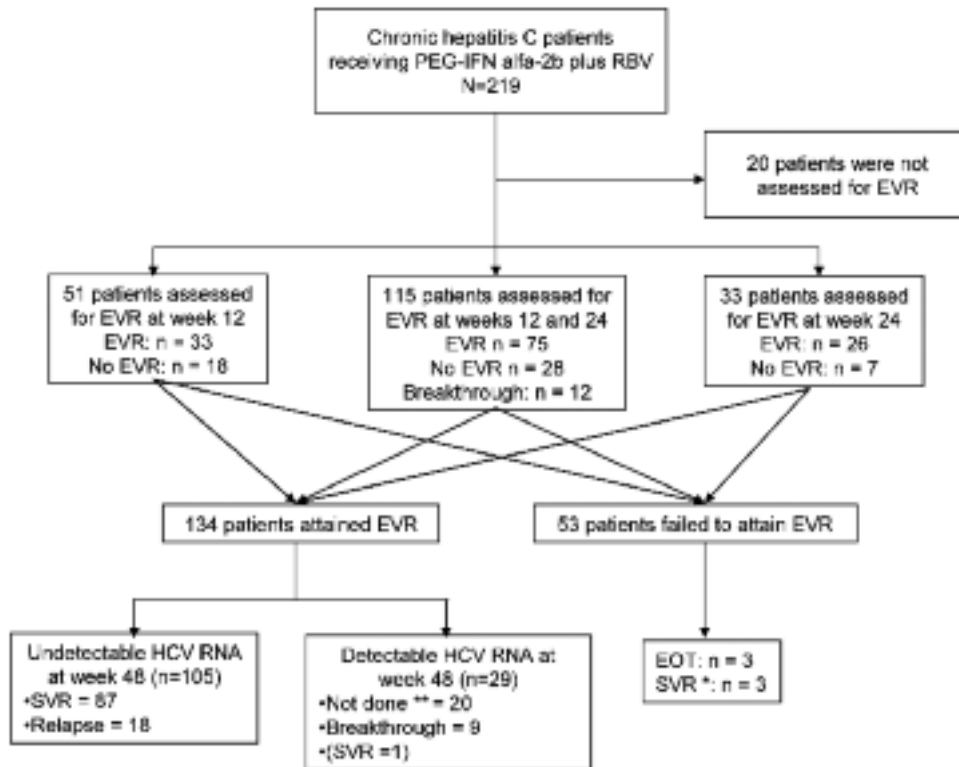 Chronic hepatitis C patients
receiving PEG-IFN alfa-2b plus RBV
N=219
20 patients were not
assessed for EVR
51 patients assessed
for EVR at week 12
EVR: n = 33
No EVR: n = 18
115 patients assessed for
EVR at weeks 12 and 24
EVR n = 75
No EVR n = 28
Breakthrough: n = 12
33 patients assessed
for EVR at week 24
EVR: n = 26
No EVR: n = 7
134 patients attained EVR
53 patients failed to attain EVR
Undetectable HCV RNA
at week 48 (n=105)
•SVR = 87
•Relapse = 18
Detectable HCV RNA at
week 48 (n=29)
•Not done ** = 20
•Breakthrough = 9
•(SVR =1)
EOT: n = 3
SVR *: n = 3